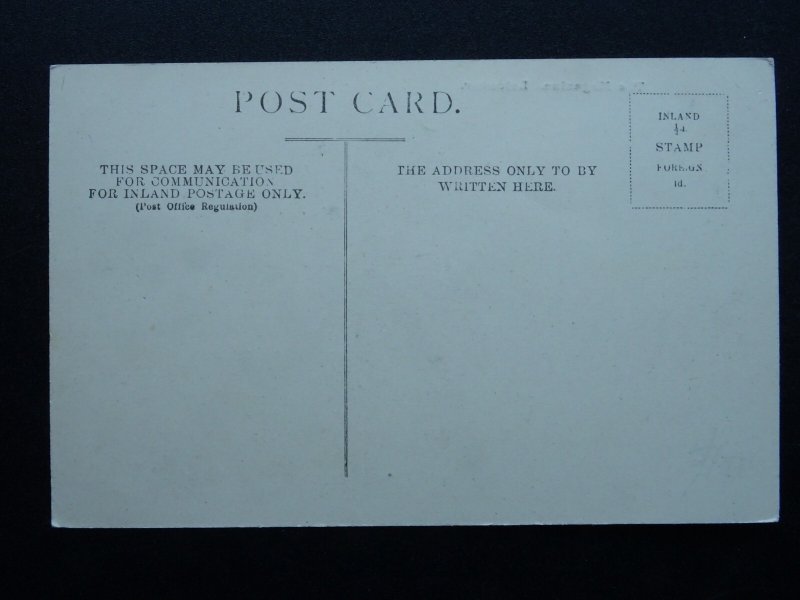 POST CARD.
THIS SPACE MAY BE USED
FOR COMMUNICATION
FOR INLAND POSTAGE ONLY.
(Post Office Regulation)
THE ADDRESS ONLY TO BY
WRITTEN HERE.
INLAND
½d.
STAMP
FOREIGN
1d.